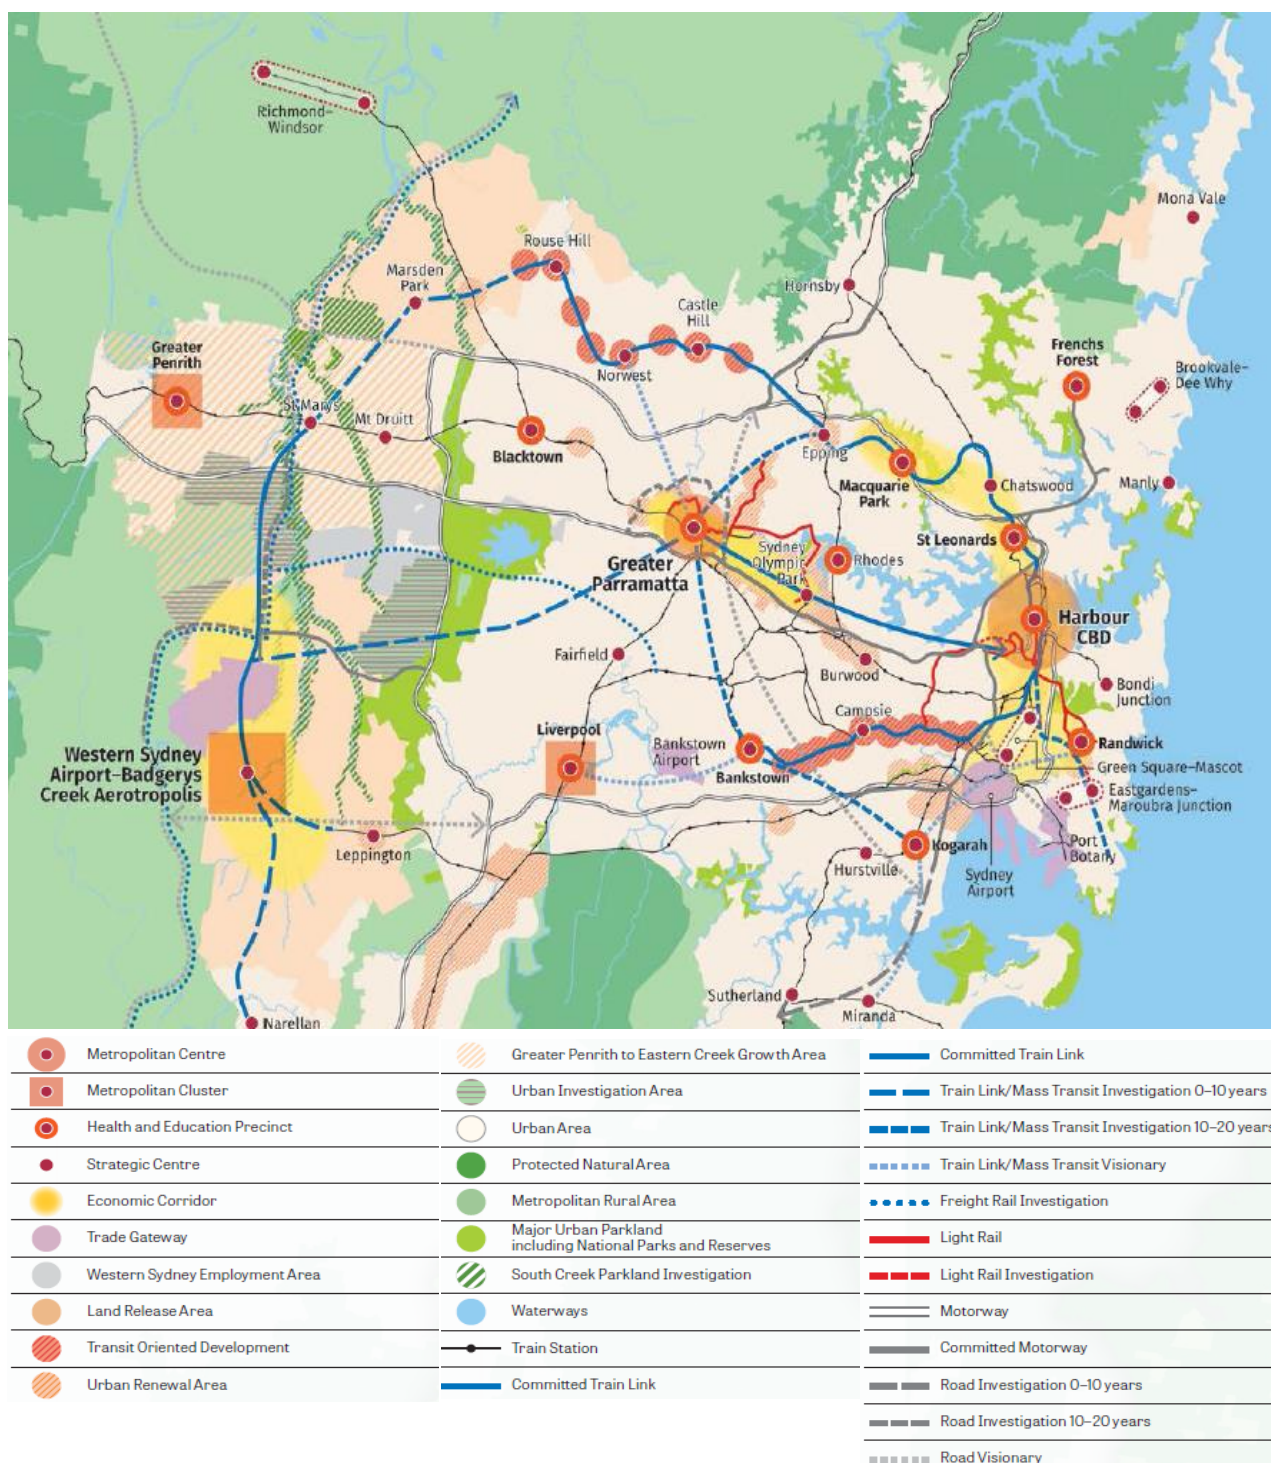 Richmond–
Windsor
Mona Vale
Rouse Hill
Marsden
Park
Hornsby
Castle
Hill
Greater
Penrith
Norwest
Frenchs
Forest
Brookvale–
Dee Why
St Marys
Mt Druitt
Blacktown
Epping
Macquarie
Park
Chatswood
Manly
St Leonards
Greater
Parramatta
Sydney
Olympic
Park
Rhodes
Harbour
CBD
Fairfield
Burwood
Bondi
Junction
Campsie
Liverpool
Bankstown
Airport
Bankstown
Randwick
Green Square–Mascot
Eastgardens–
Maroubra Junction
Western Sydney
Airport–Badgerys
Creek Aerotropolis
Leppington
Kogarah
Hurstville
Port
Botany
Sydney
Airport
Sutherland
Miranda
Narellan
Metropolitan Centre
Metropolitan Cluster
Health and Education Precinct
Strategic Centre
Economic Corridor
Trade Gateway
Western Sydney Employment Area
Land Release Area
Transit Oriented Development
Urban Renewal Area
Greater Penrith to Eastern Creek Growth Area
Urban Investigation Area
Urban Area
Protected Natural Area
Metropolitan Rural Area
Major Urban Parkland
including National Parks and Reserves
South Creek Parkland Investigation
Waterways
Train Station
Committed Train Link
Committed Train Link
Train Link/Mass Transit Investigation 0–10 years
Train Link/Mass Transit Investigation 10–20 years
Train Link/Mass Transit Visionary
Freight Rail Investigation
Light Rail
Light Rail Investigation
Motorway
Committed Motorway
Road Investigation 0–10 years
Road Investigation 10–20 years
Road Visionary